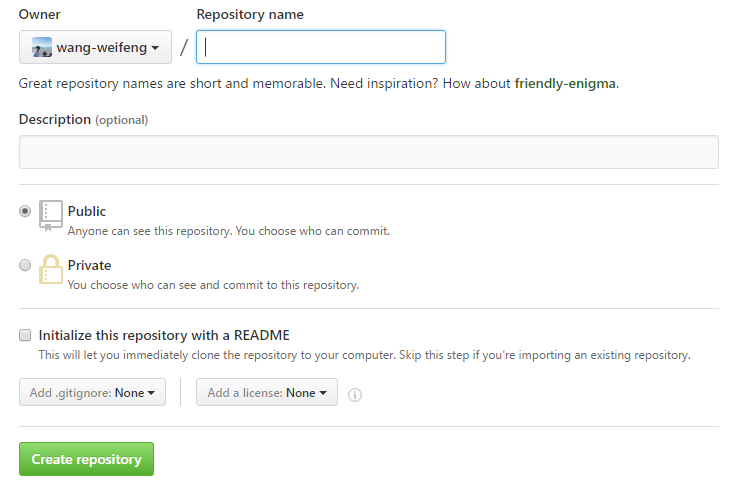 Owner Repository name
wang-weifeng /
Great repository names are short and memorable. Need inspiration? How about friendly-enigma.
Description (optional)
Public
Anyone can see this repository. You choose who can commit.
Private
You choose who can see and commit to this repository.
Initialize this repository with a README
This will let you immediately clone the repository to your computer. Skip this step if you’re importing an existing repository.
Add .gitignore: None Add a license: None
Create repository